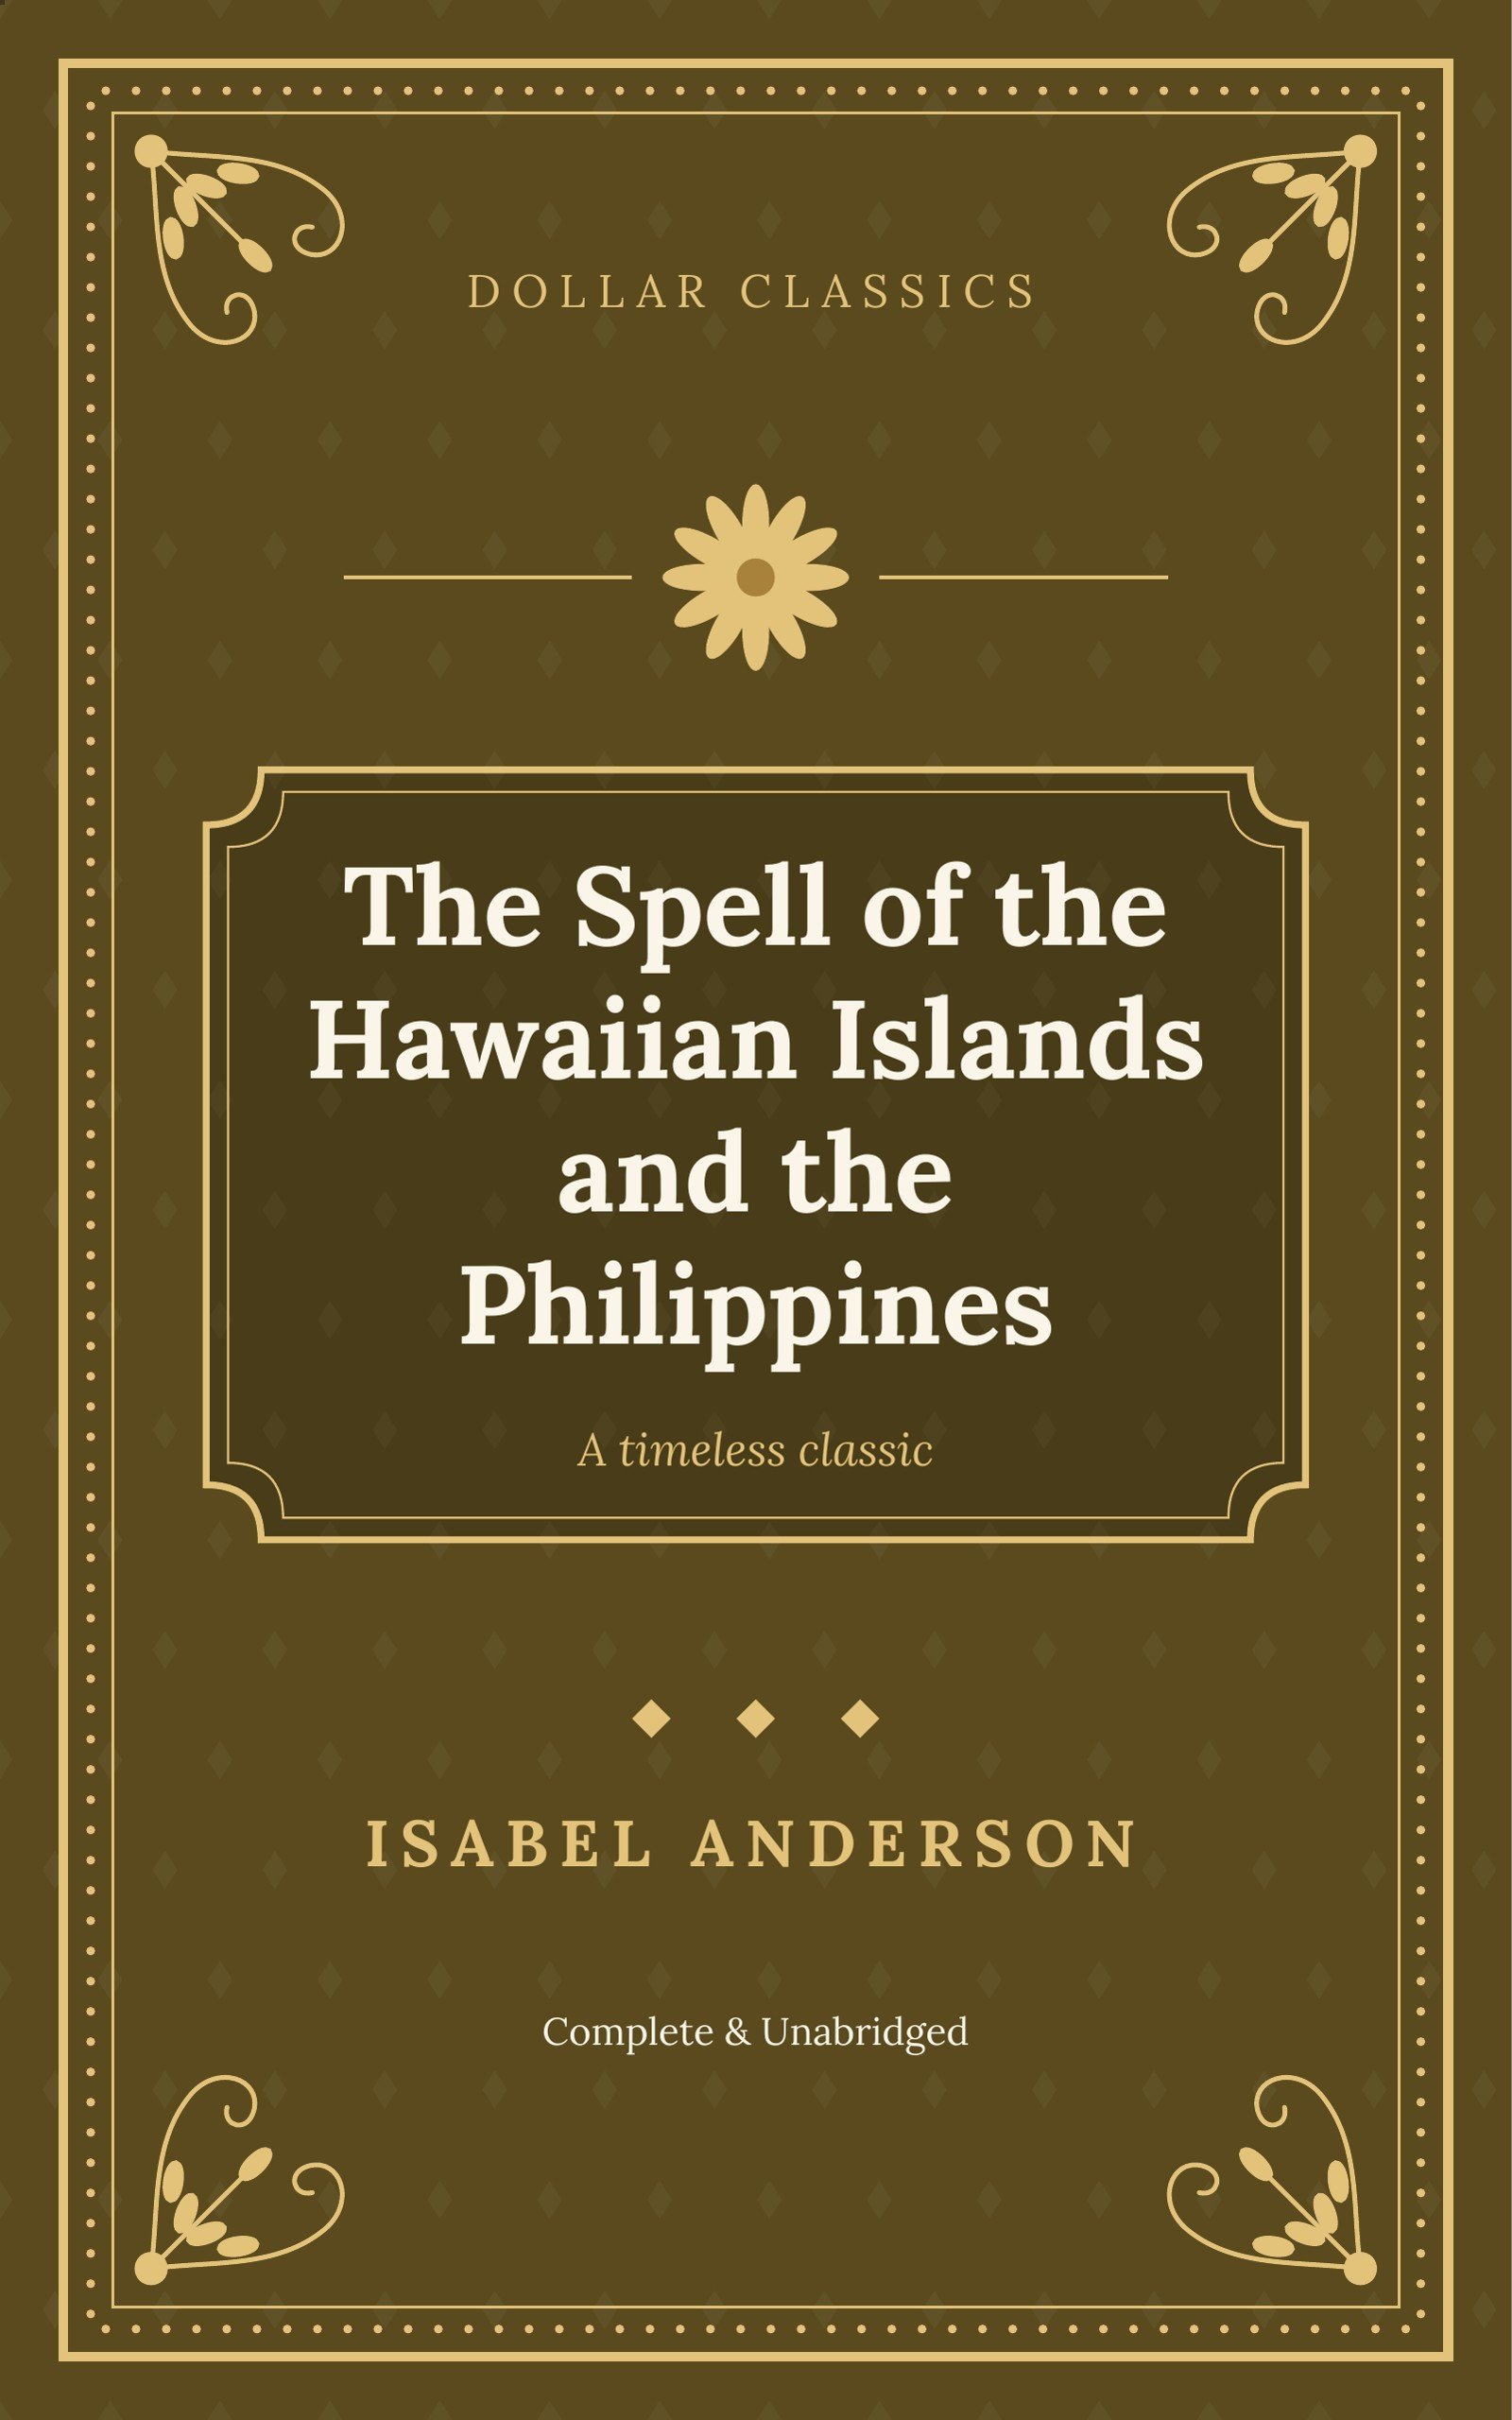 DOLLAR CLASSICS
The Spell of the
Hawaiian Islands
and the
Philippines
A timeless classic
ISABEL ANDERSON
Complete & Unabridged